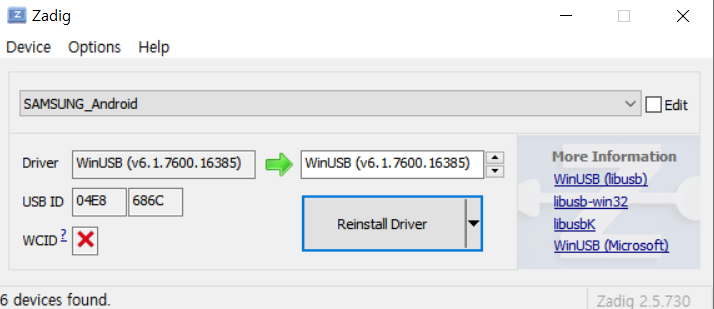 Zadig
Device Options Help
SAMSUNG_Android Edit
Driver WinUSB (v6.1.7600.16385) WinUSB (v6.1.7600.16385)
USB ID 04E8 686C
WCID ?
Reinstall Driver
More Information
WinUSB (libusb)
libusb-win32
libusbK
WinUSB (Microsoft)
6 devices found. Zadig 2.5.730